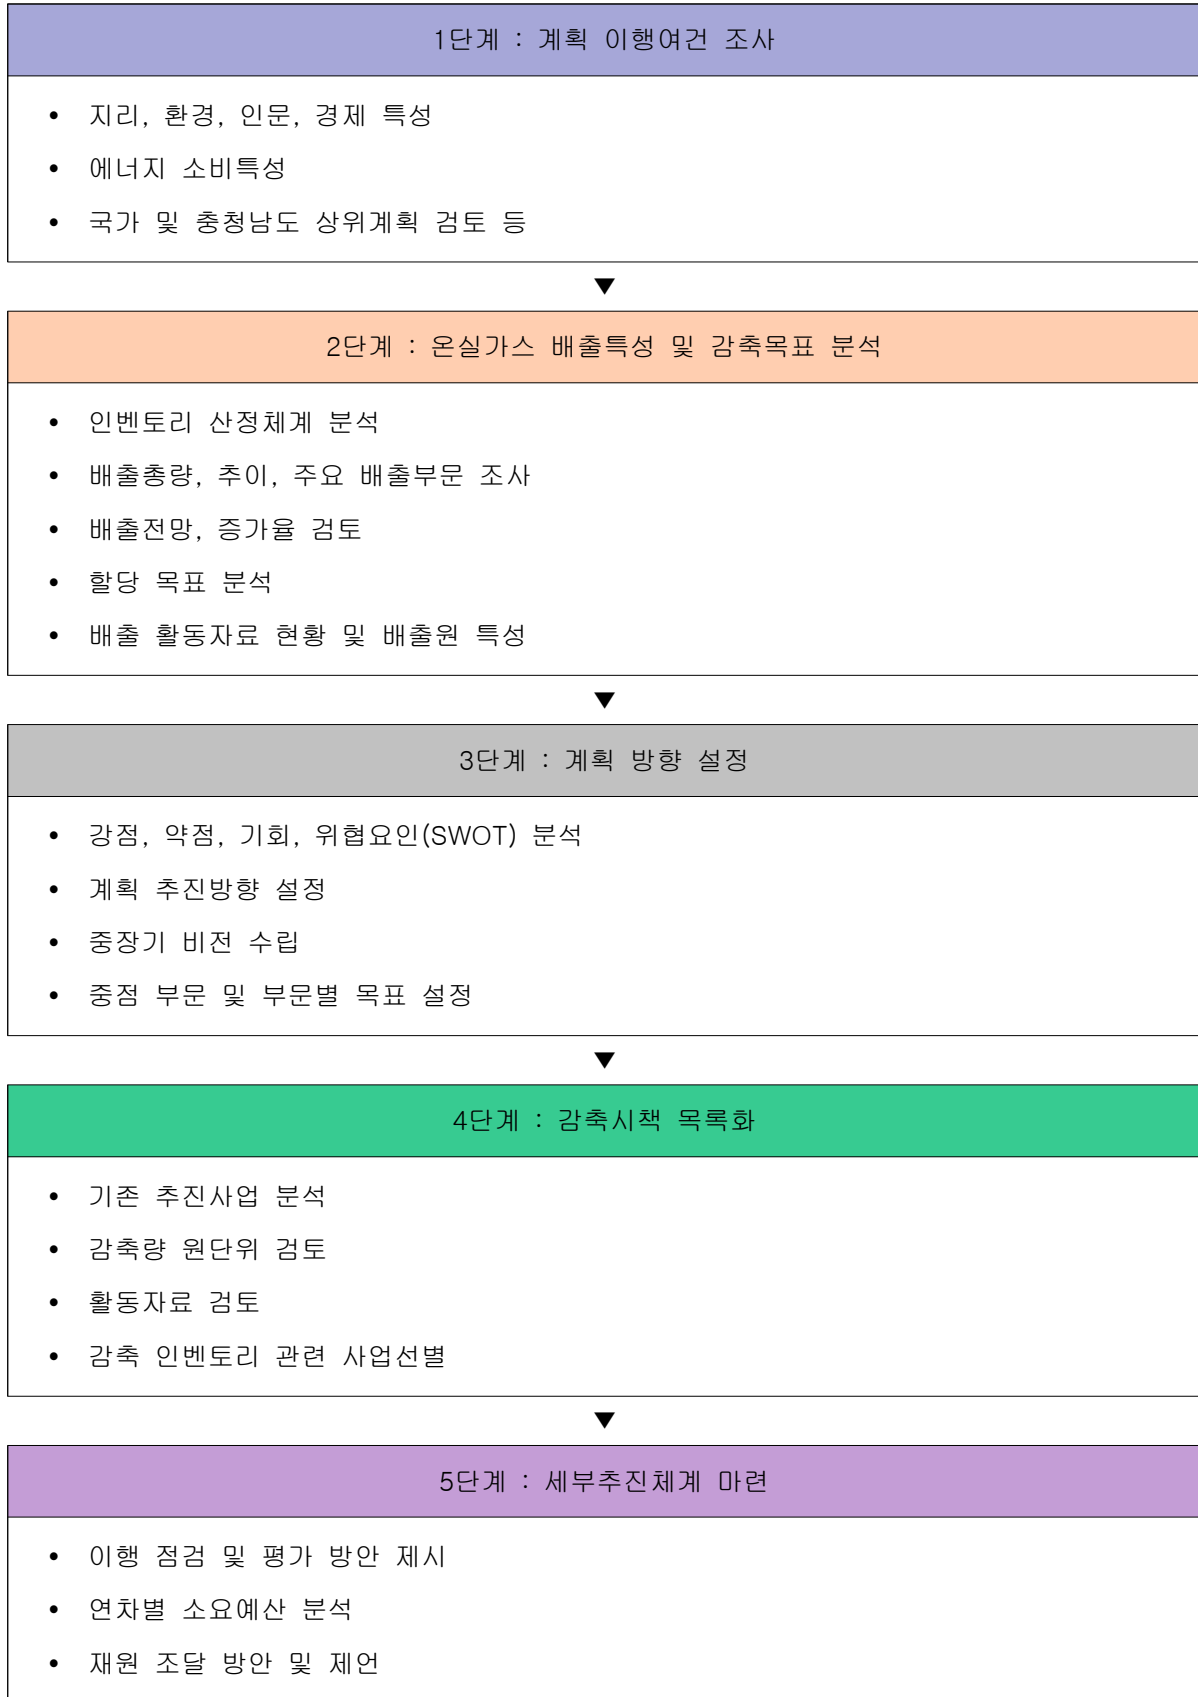 1단계 : 계획 이행여건 조사
• 지리, 환경, 인문, 경제 특성
• 에너지 소비특성
• 국가 및 충청남도 상위계획 검토 등
▼
2단계 : 온실가스 배출특성 및 감축목표 분석
• 인벤토리 산정체계 분석
• 배출총량, 추이, 주요 배출부문 조사
• 배출전망, 증가율 검토
• 할당 목표 분석
• 배출 활동자료 현황 및 배출원 특성
▼
3단계 : 계획 방향 설정
• 강점, 약점, 기회, 위협요인(SWOT) 분석
• 계획 추진방향 설정
• 중장기 비전 수립
• 중점 부문 및 부문별 목표 설정
▼
4단계 : 감축시책 목록화
• 기존 추진사업 분석
• 감축량 원단위 검토
• 활동자료 검토
• 감축 인벤토리 관련 사업선별
▼
5단계 : 세부추진체계 마련
• 이행 점검 및 평가 방안 제시
• 연차별 소요예산 분석
• 재원 조달 방안 및 제언